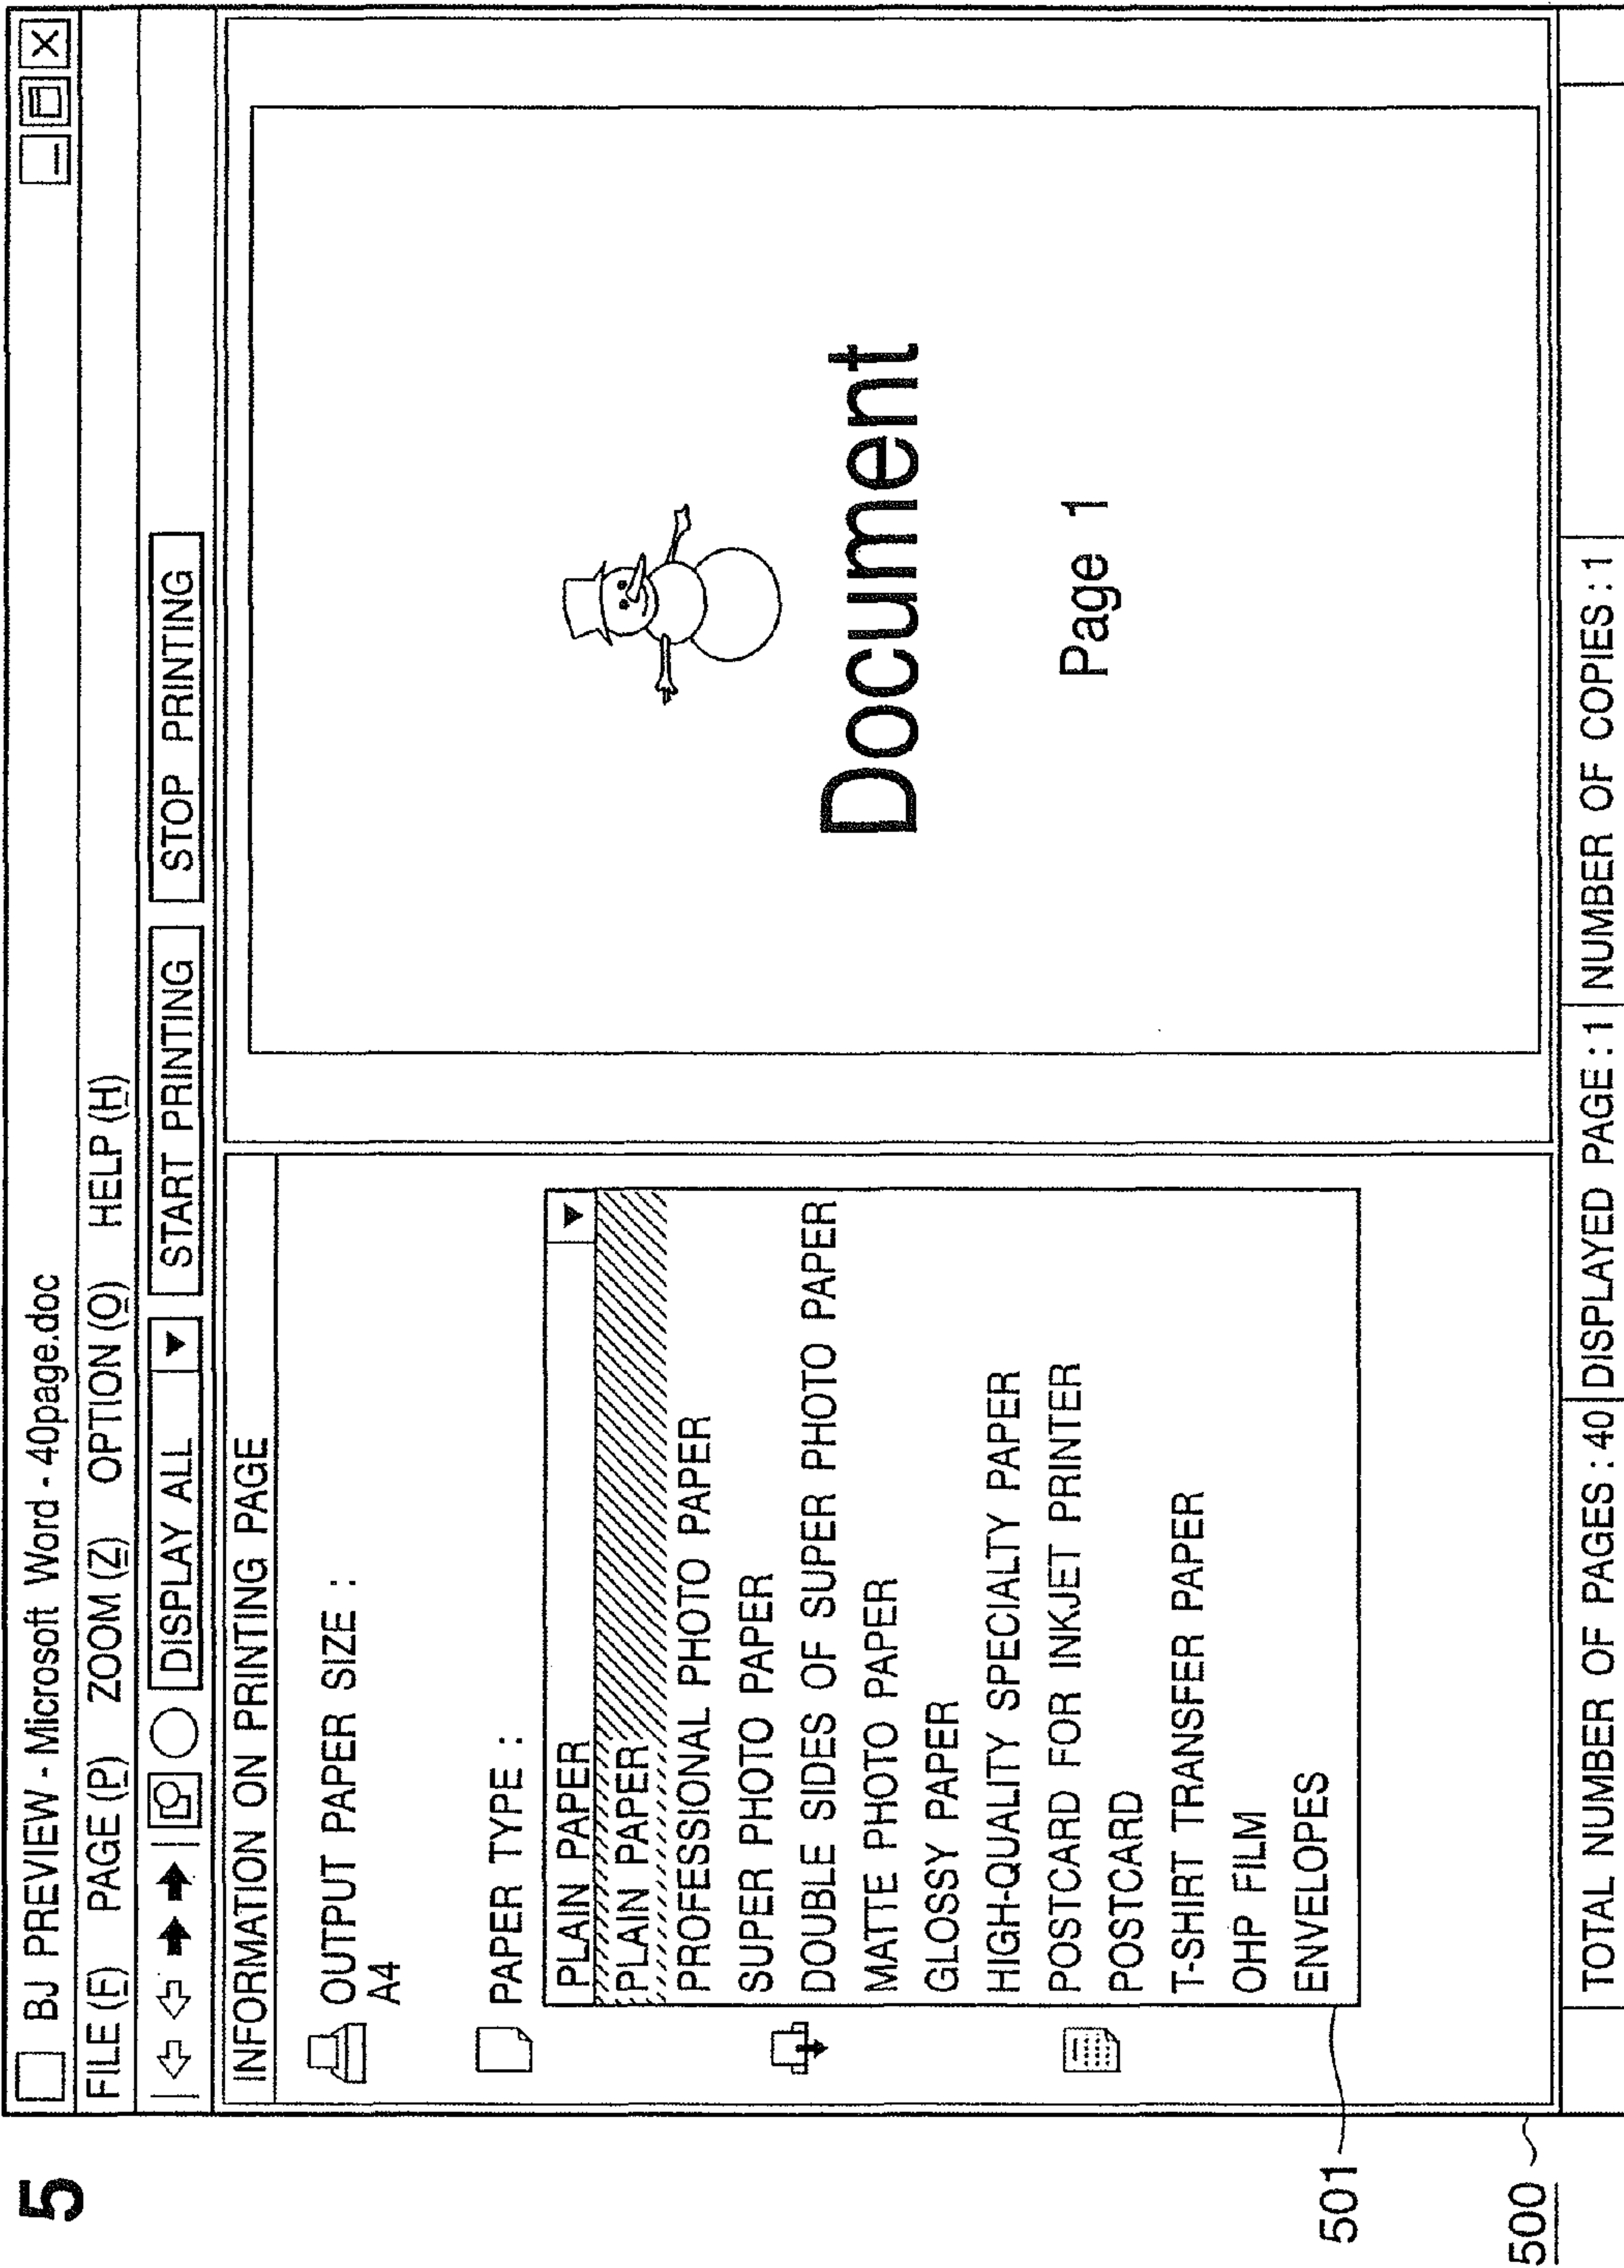 5
BJ PREVIEW - Microsoft Word - 40page.doc
FILE (F) PAGE (P) ZOOM (Z) OPTION (O) HELP (H)
DISPLAY ALL START PRINTING STOP PRINTING
INFORMATION ON PRINTING PAGE
OUTPUT PAPER SIZE :
A4
PAPER TYPE :
PLAIN PAPER
PLAIN PAPER
PROFESSIONAL PHOTO PAPER
SUPER PHOTO PAPER
DOUBLE SIDES OF SUPER PHOTO PAPER
MATTE PHOTO PAPER
GLOSSY PAPER
HIGH-QUALITY SPECIALTY PAPER
POSTCARD FOR INKJET PRINTER
POSTCARD
T-SHIRT TRANSFER PAPER
OHP FILM
ENVELOPES
Document
Page 1
501
500
TOTAL NUMBER OF PAGES : 40 DISPLAYED PAGE : 1 NUMBER OF COPIES : 1